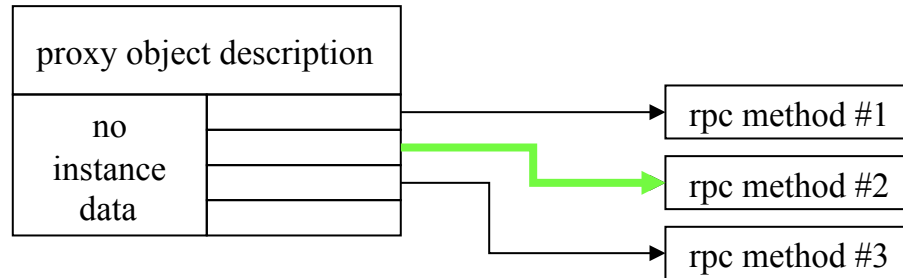 proxy object description
no
instance
data
rpc method #1
rpc method #2
rpc method #3